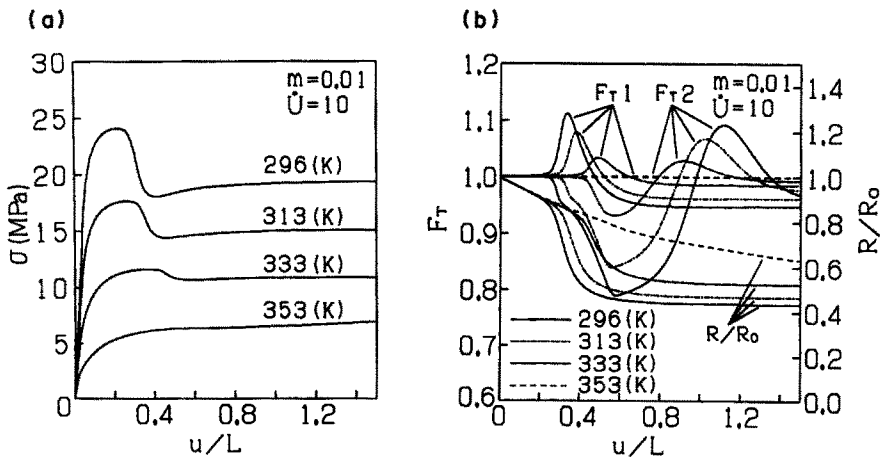 (a)
30
25
20
15
10
5
0
σ(MPa)
m=0.01
U̇=10
296(K)
313(K)
333(K)
353(K)
0
0.4
0.8
1.2
u/L
(b)
1.2
1.1
1.0
0.9
0.8
0.7
0.6
F_T
F_T1
F_T2
m=0.01
U̇=10
1.4
1.2
1.0
0.8
0.6
0.4
0.2
0.0
R/R₀
R/R₀
296(K)
313(K)
333(K)
353(K)
0
0.4
0.8
1.2
u/L